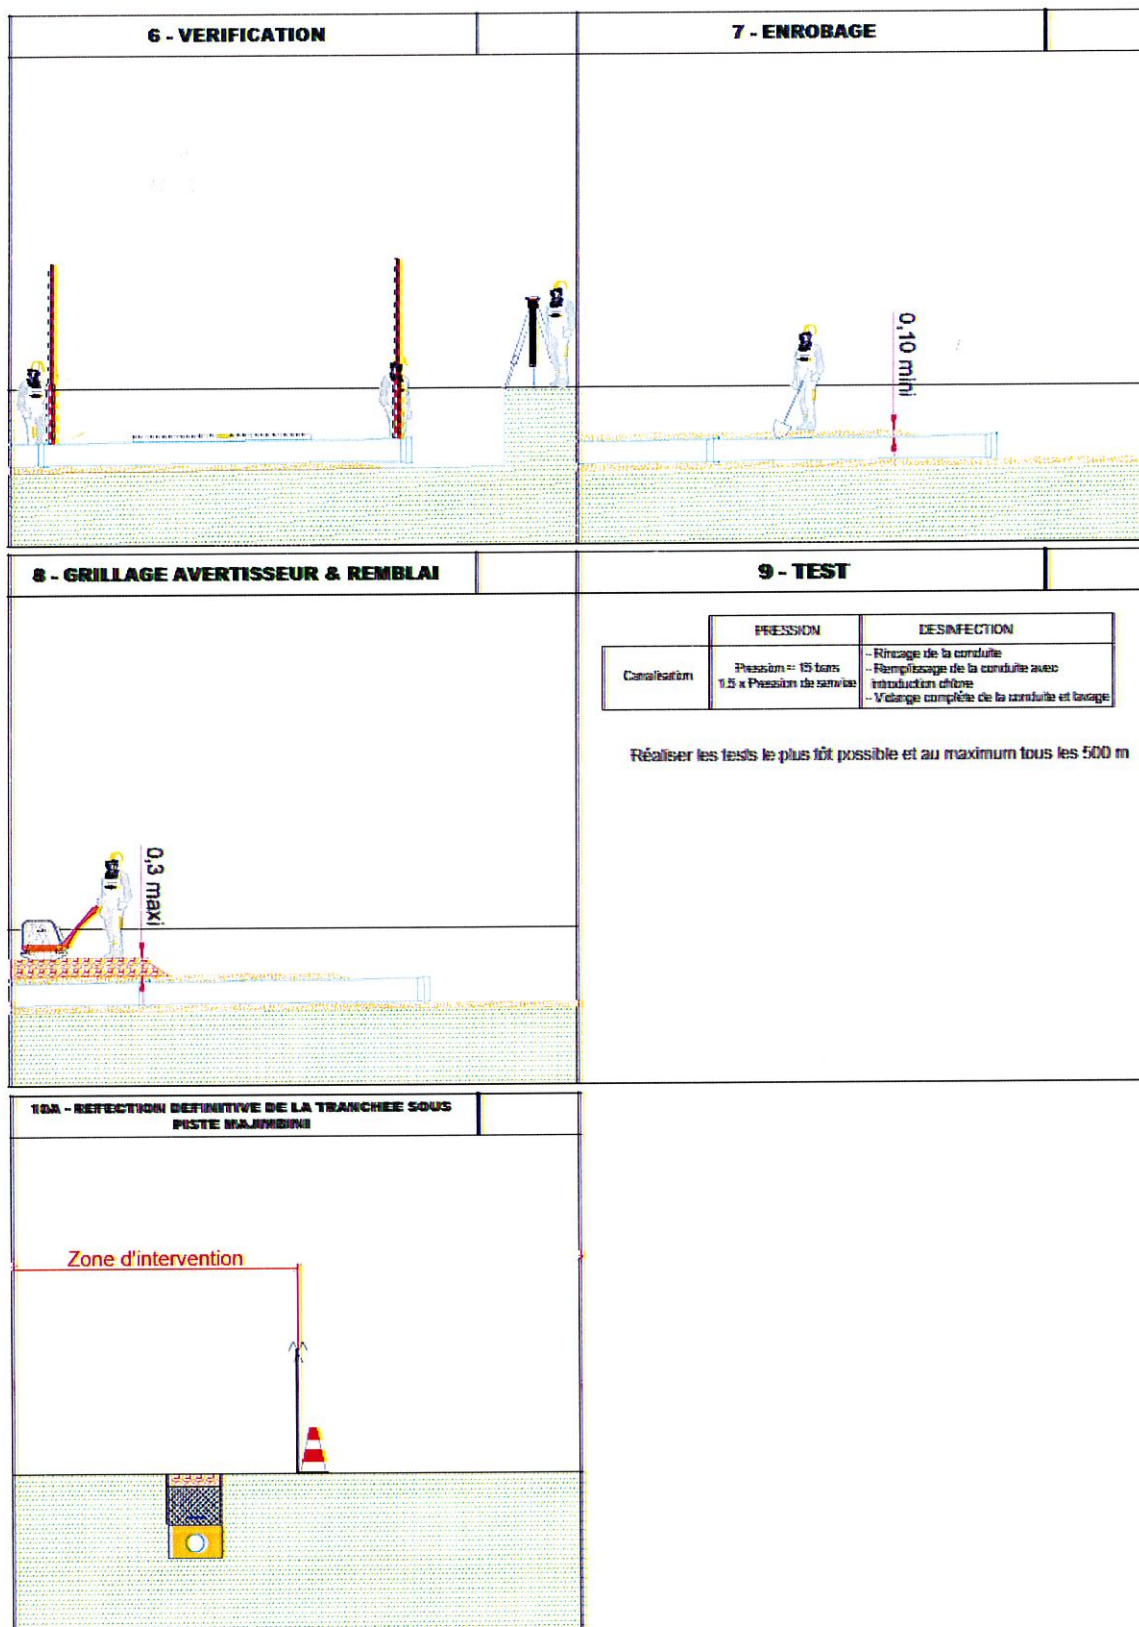 6 - VERIFICATION
7 - ENROBAGE
0,10 mini
8 - GRILLAGE AVERTISSEUR & REMBLAI
0,3 maxi
9 - TEST
PRESSION
DESINFECTION
Canalisation
Pression = 15 bars
1.5 x Pression de service
- Rincage de la conduite
- Remplissage de la conduite avec
introduction chlore
- Vidange complète de la conduite et lavage
Réaliser les tests le plus tôt possible et au maximum tous les 500 m
10A - REFECTION DEFINITIVE DE LA TRANCHEE SOUS
PISTE MAJIMBINI
Zone d'intervention